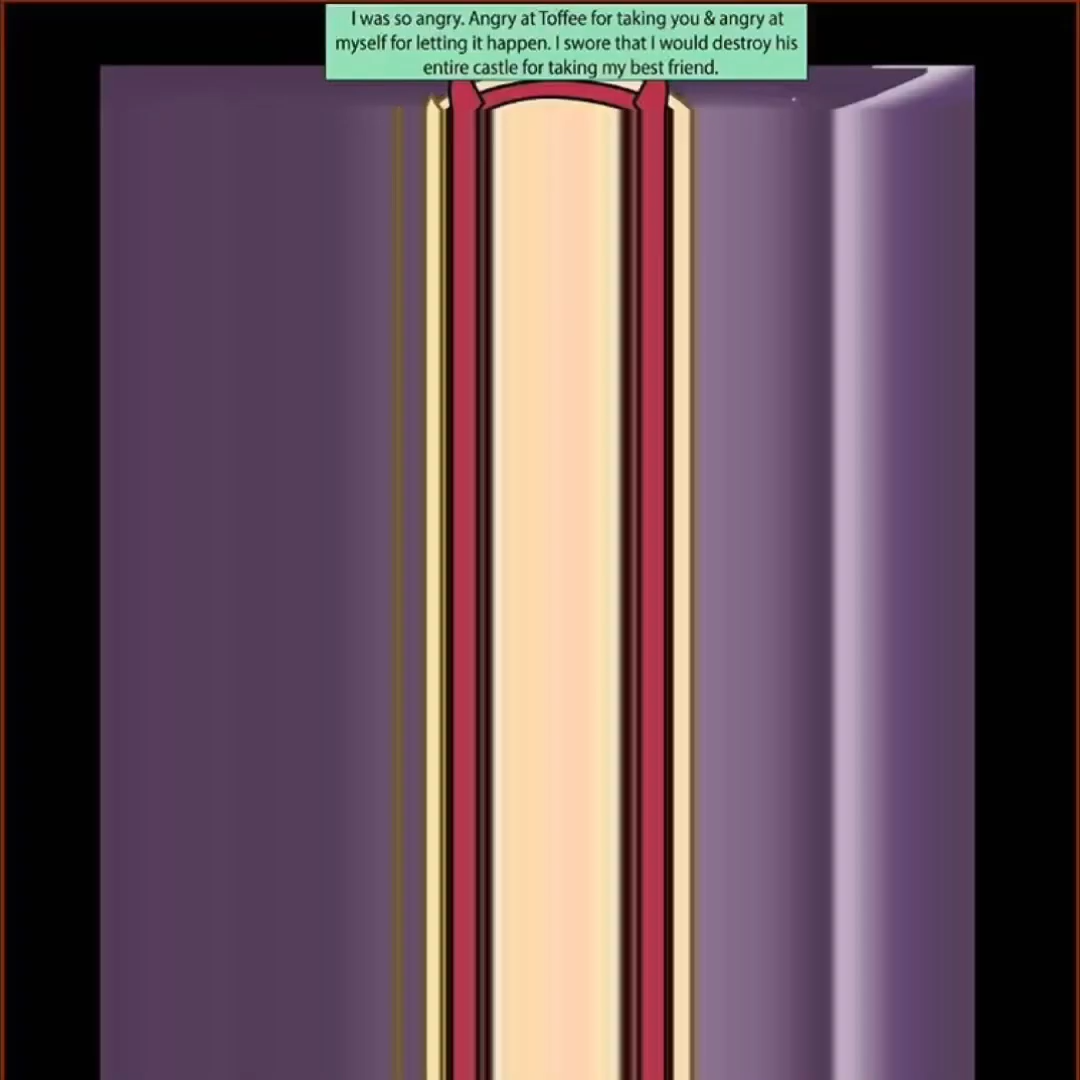 I was so angry. Angry at Toffee for taking you & angry at
myself for letting it happen. I swore that I would destroy his
entire castle for taking my best friend.